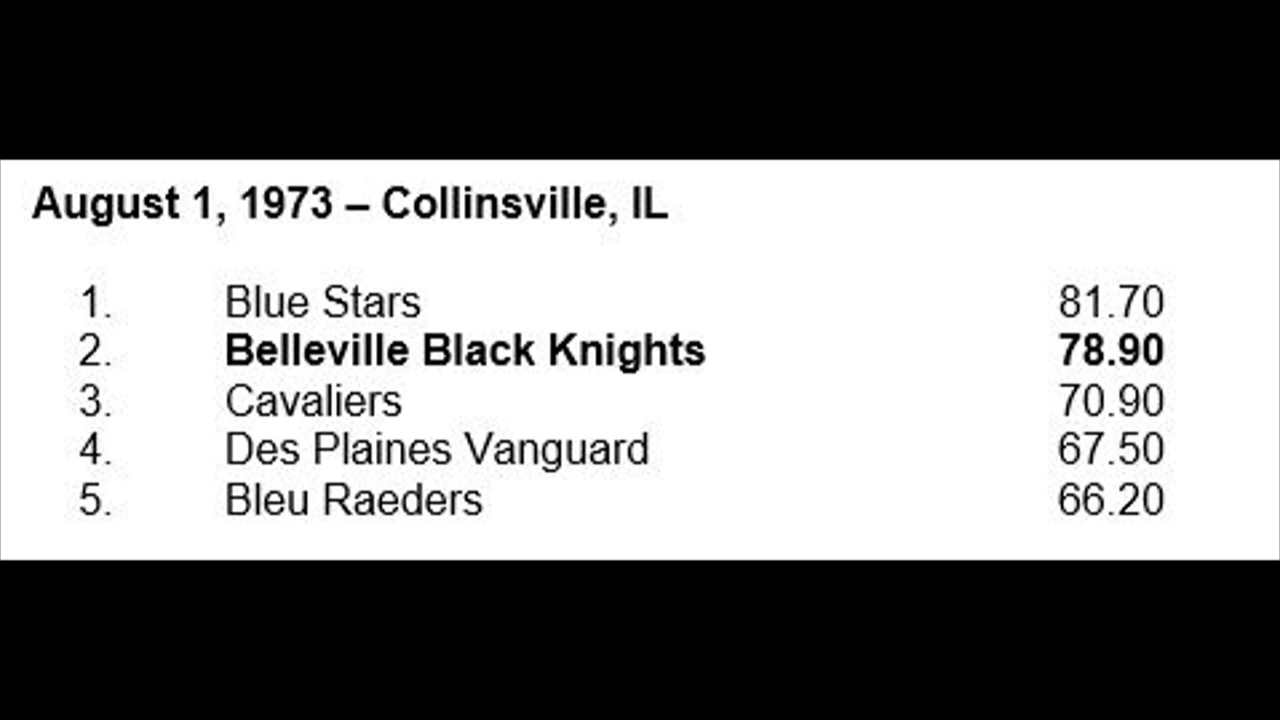 August 1, 1973 – Collinsville, IL
1. Blue Stars 81.70
2. Belleville Black Knights 78.90
3. Cavaliers 70.90
4. Des Plaines Vanguard 67.50
5. Bleu Raeders 66.20